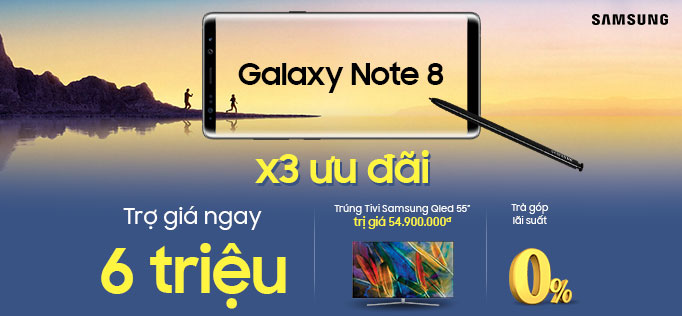 SAMSUNG
Galaxy Note 8
x3 ưu đãi
Trợ giá ngay
6 triệu
Trúng Tivi Samsung Qled 55"
trị giá 54.900.000đ
Trả góp
lãi suất
0%
SAMSUNG